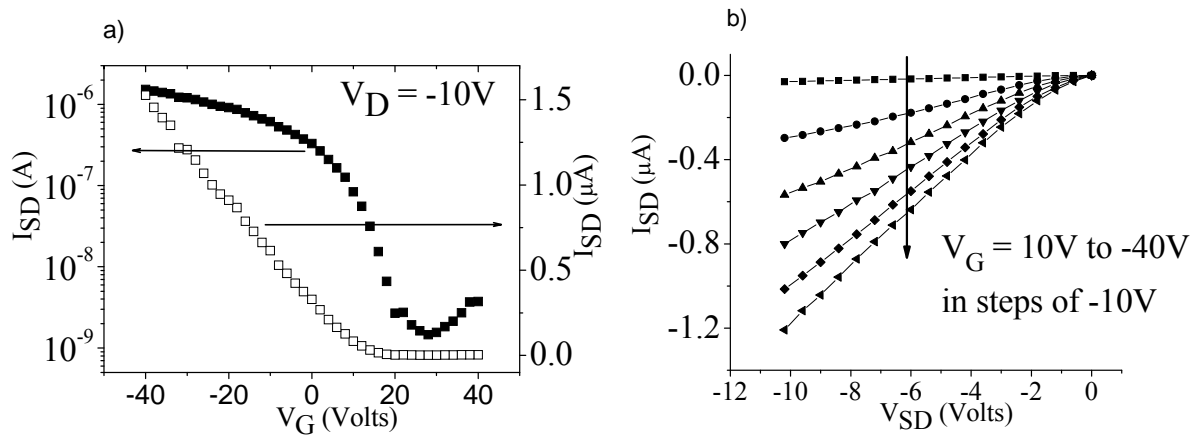 a)
V_D = -10V
10^-6
10^-7
10^-8
10^-9
I_SD (A)
1.5
1.0
0.5
0.0
I_SD (µA)
-40 -20 0 20 40
V_G (Volts)
b)
0.0
-0.4
-0.8
-1.2
I_SD (µA)
V_G = 10V to -40V
in steps of -10V
-12 -10 -8 -6 -4 -2 0
V_SD (Volts)